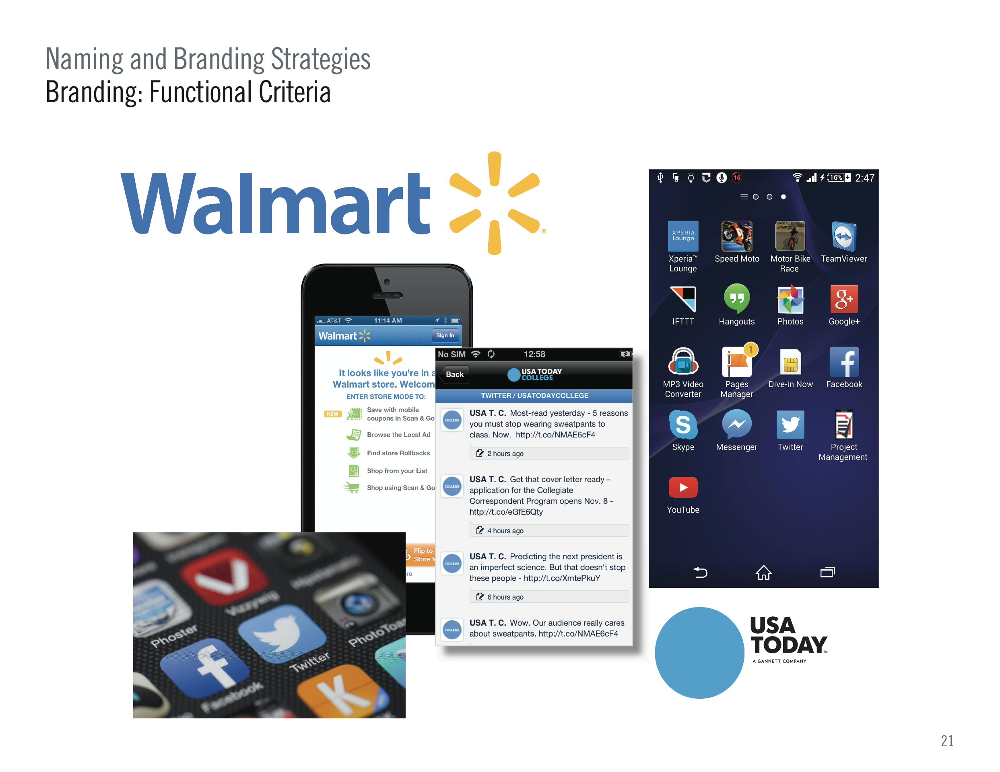 Naming and Branding Strategies
Branding: Functional Criteria
Walmart
®
AT&T 11:14 AM
Walmart Sign In
It looks like you're in a
Walmart store. Welcom
ENTER STORE MODE TO:
NEW
Save with mobile
coupons in Scan & Go
Browse the Local Ad
Find store Rollbacks
Shop from your List
Shop using Scan & Go
Flip to
Store M
re
No SIM 12:58
Back
USA TODAY
COLLEGE
TWITTER / USATODAYCOLLEGE
COLLEGE
USA T. C. Most-read yesterday - 5 reasons
you must stop wearing sweatpants to
class. Now. http://t.co/NMAE6cF4
2 hours ago
COLLEGE
USA T. C. Get that cover letter ready -
application for the Collegiate
Correspondent Program opens Nov. 8 -
http://t.co/eGfE6Qty
4 hours ago
COLLEGE
USA T. C. Predicting the next president is
an imperfect science. But that doesn't stop
these people - http://t.co/XmtePkuY
6 hours ago
COLLEGE
USA T. C. Wow. Our audience really cares
about sweatpants. http://t.co/NMAE6cF4
16 16% 2:47
XPERIA
Lounge
Xperia™
Lounge
Speed Moto
Motor Bike
Race
TeamViewer
IFTTT
Hangouts
Photos
g+
Google+
MP3 Video
Converter
1
Pages
Manager
Dive-in Now
f
Facebook
S
Skype
Messenger
Twitter
Project
Management
YouTube
Vizzywig
Phoster
PhotoToa
Twitter
f
Facebook
K
USA
TODAY™
A GANNETT COMPANY
21